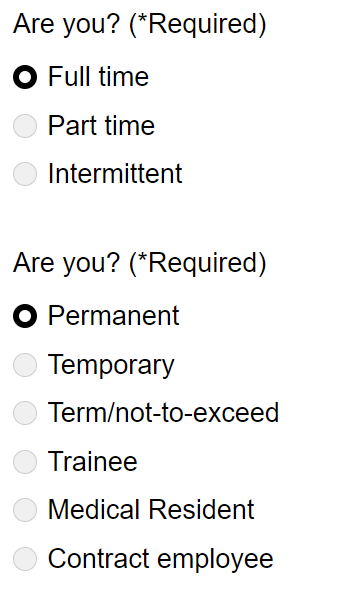 Are you? (*Required)
Full time
Part time
Intermittent
Are you? (*Required)
Permanent
Temporary
Term/not-to-exceed
Trainee
Medical Resident
Contract employee